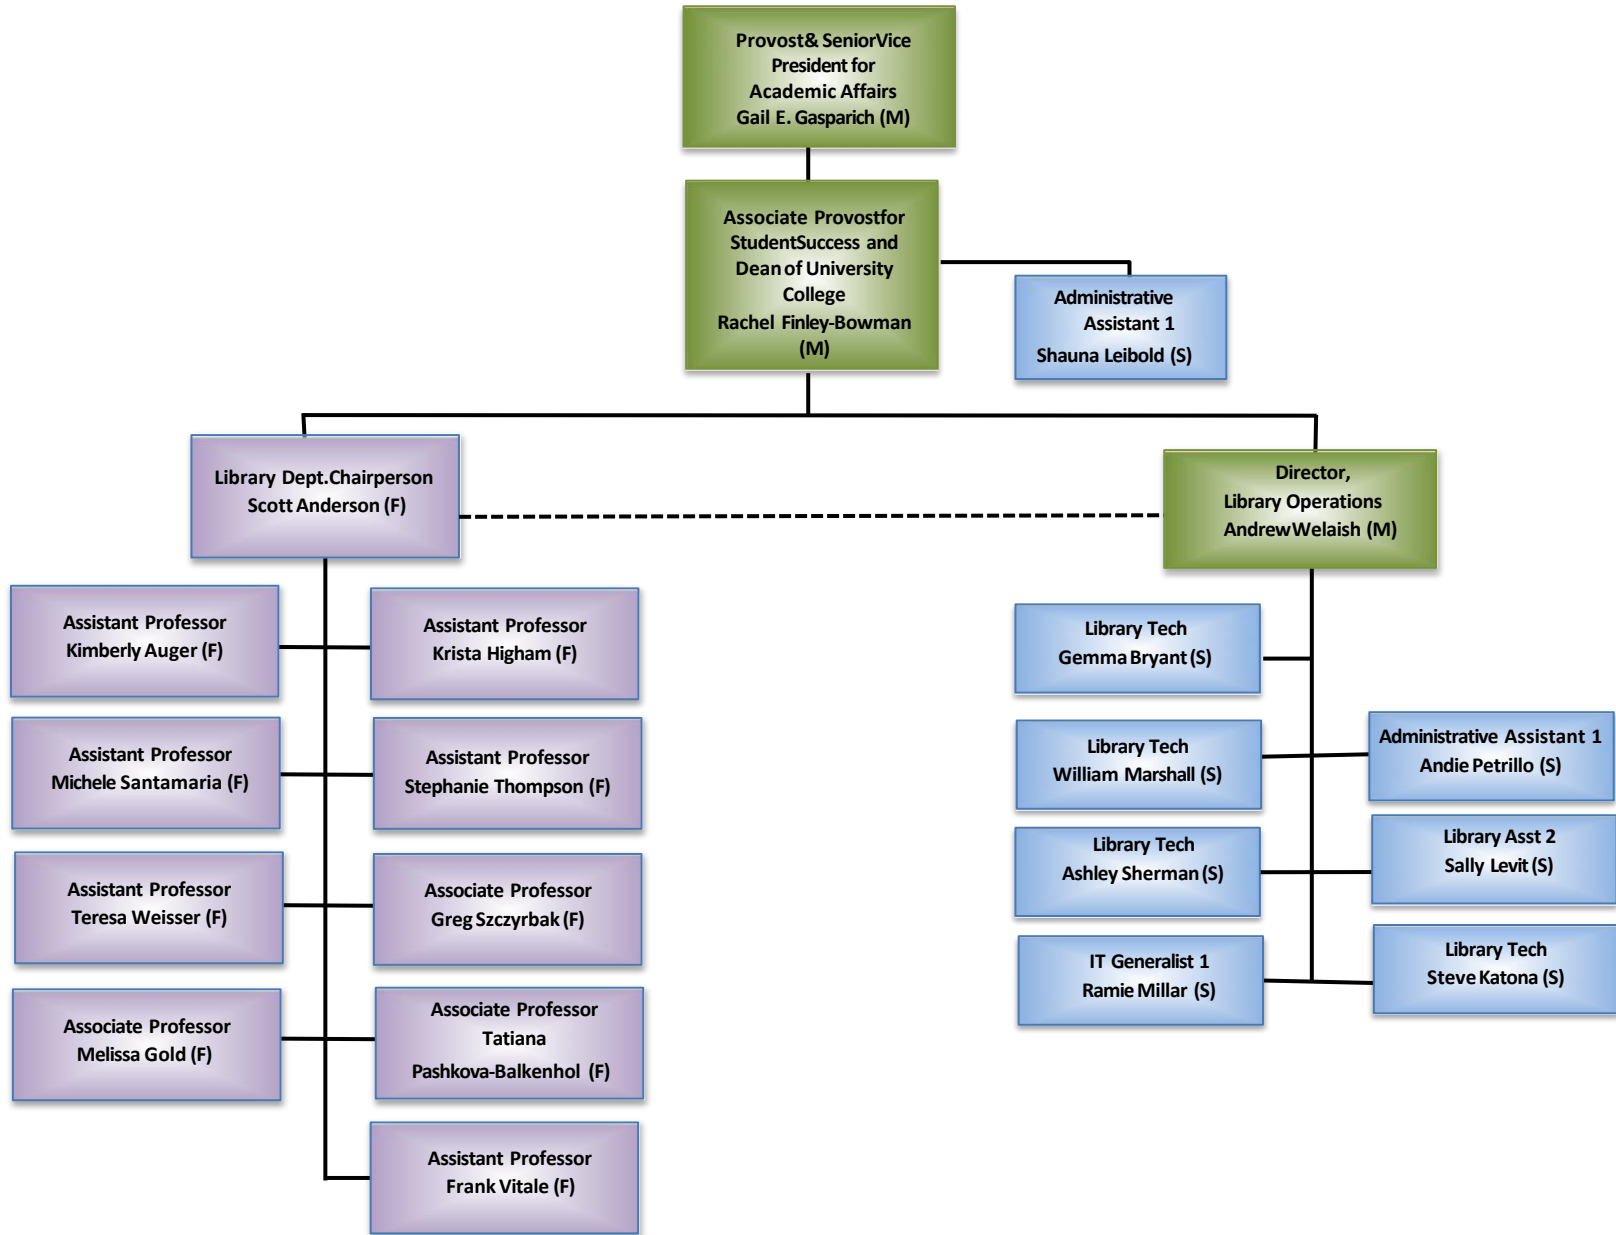 Provost& SeniorVice
President for
Academic Affairs
Gail E. Gasparich (M)
Associate Provostfor
StudentSuccess and
Dean of University
College
Rachel Finley-Bowman
(M)
Administrative
Assistant 1
Shauna Leibold (S)
Library Dept.Chairperson
Scott Anderson (F)
Director,
Library Operations
AndrewWelaish (M)
Assistant Professor
Kimberly Auger (F)
Assistant Professor
Krista Higham (F)
Assistant Professor
Michele Santamaria (F)
Assistant Professor
Stephanie Thompson (F)
Assistant Professor
Teresa Weisser (F)
Associate Professor
Greg Szczyrbak (F)
Associate Professor
Melissa Gold (F)
Associate Professor
Tatiana
Pashkova-Balkenhol (F)
Assistant Professor
Frank Vitale (F)
Library Tech
Gemma Bryant (S)
Library Tech
William Marshall (S)
Administrative Assistant 1
Andie Petrillo (S)
Library Tech
Ashley Sherman (S)
Library Asst 2
Sally Levit (S)
IT Generalist 1
Ramie Millar (S)
Library Tech
Steve Katona (S)